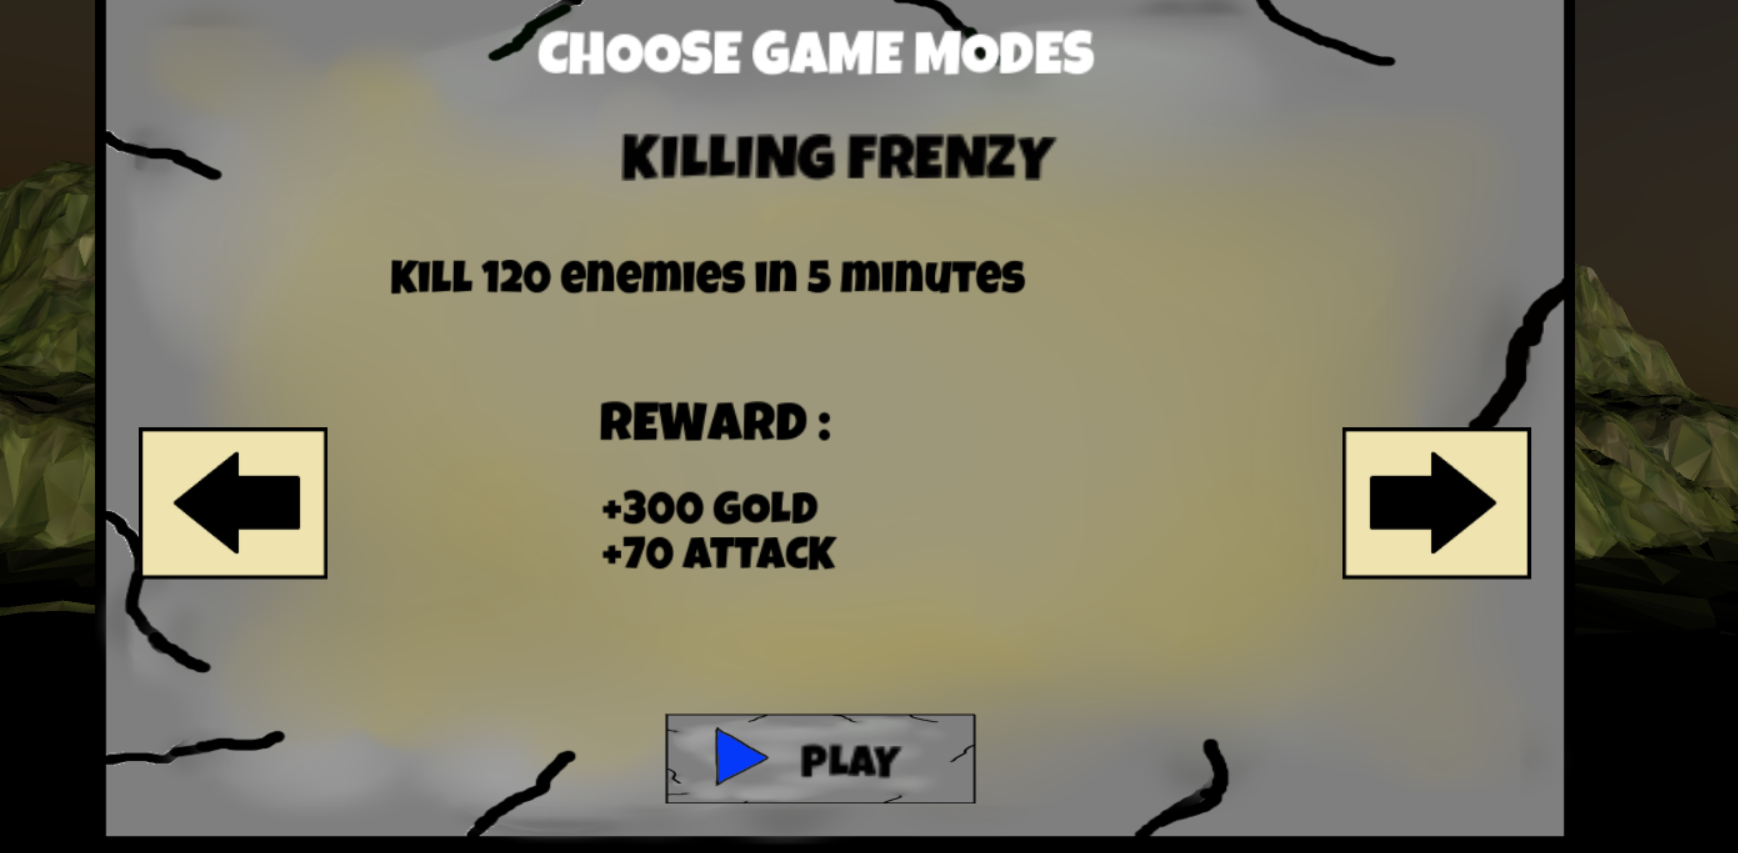 CHOOSE GAME MODES
KILLING FRENZY
KILL 120 enemies in 5 minutes
REWARD :
+300 GOLD
+70 ATTACK
PLAY